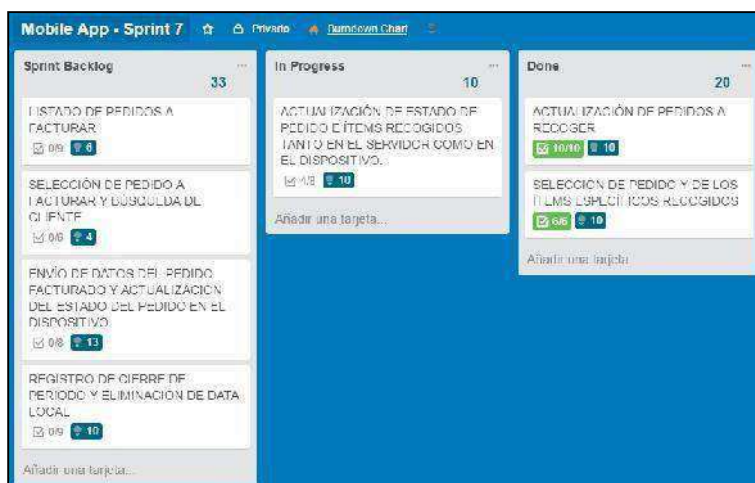 Mobile App - Sprint 7 Privado Burndown Chart
Sprint Backlog ...
33
LISTADO DE PEDIDOS A
FACTURAR
0/9 6
SELECCIÓN DE PEDIDO A
FACTURAR Y BÚSQUEDA DE
CLIENTE
0/6 4
ENVÍO DE DATOS DEL PEDIDO
FACTURADO Y ACTUALIZACIÓN
DEL ESTADO DEL PEDIDO EN EL
DISPOSITIVO
0/8 13
REGISTRO DE CIERRE DE
PERIODO Y ELIMINACIÓN DE DATA
LOCAL
0/9 10
Añadir una tarjeta...
In Progress ...
10
ACTUALIZACIÓN DE ESTADO DE
PEDIDO E ÍTEMS RECOGIDOS
TANTO EN EL SERVIDOR COMO EN
EL DISPOSITIVO.
4/8 10
Añadir una tarjeta...
Done ...
20
ACTUALIZACIÓN DE PEDIDOS A
RECOGER
10/10 10
SELECCIÓN DE PEDIDO Y DE LOS
ÍTEMS ESPECÍFICOS RECOGIDOS
6/6 10
Añadir una tarjeta...